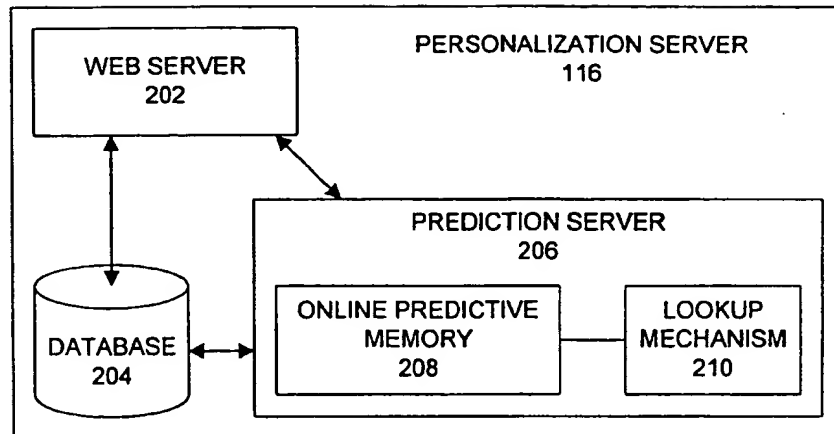 WEB SERVER
202
PERSONALIZATION SERVER
116
PREDICTION SERVER
206
ONLINE PREDICTIVE
MEMORY
208
LOOKUP
MECHANISM
210
DATABASE
204